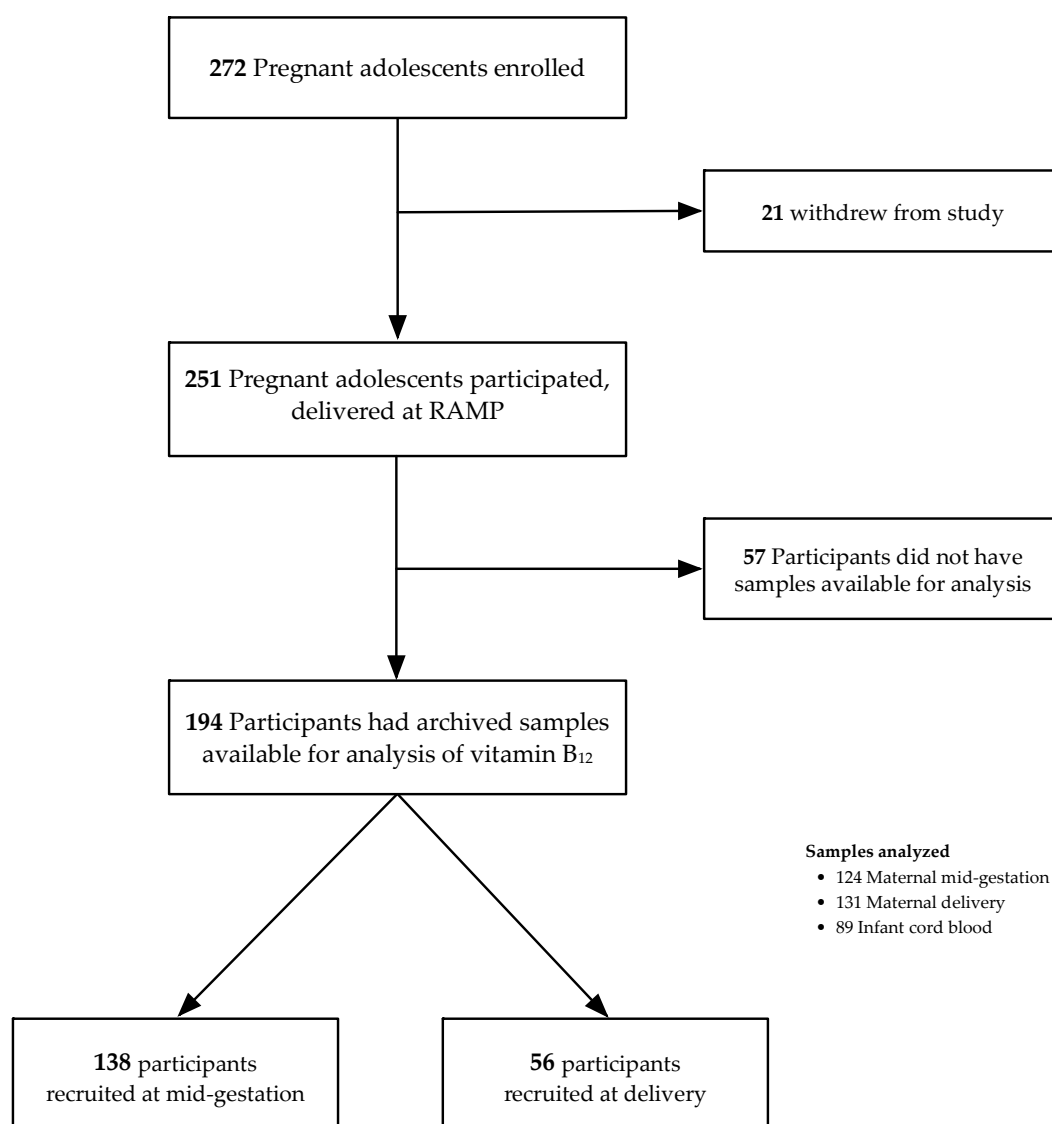 272 Pregnant adolescents enrolled
21 withdrew from study
251 Pregnant adolescents participated,
delivered at RAMP
57 Participants did not have
samples available for analysis
194 Participants had archived samples
available for analysis of vitamin B₁₂
Samples analyzed
• 124 Maternal mid-gestation
• 131 Maternal delivery
• 89 Infant cord blood
138 participants
recruited at mid-gestation
56 participants
recruited at delivery